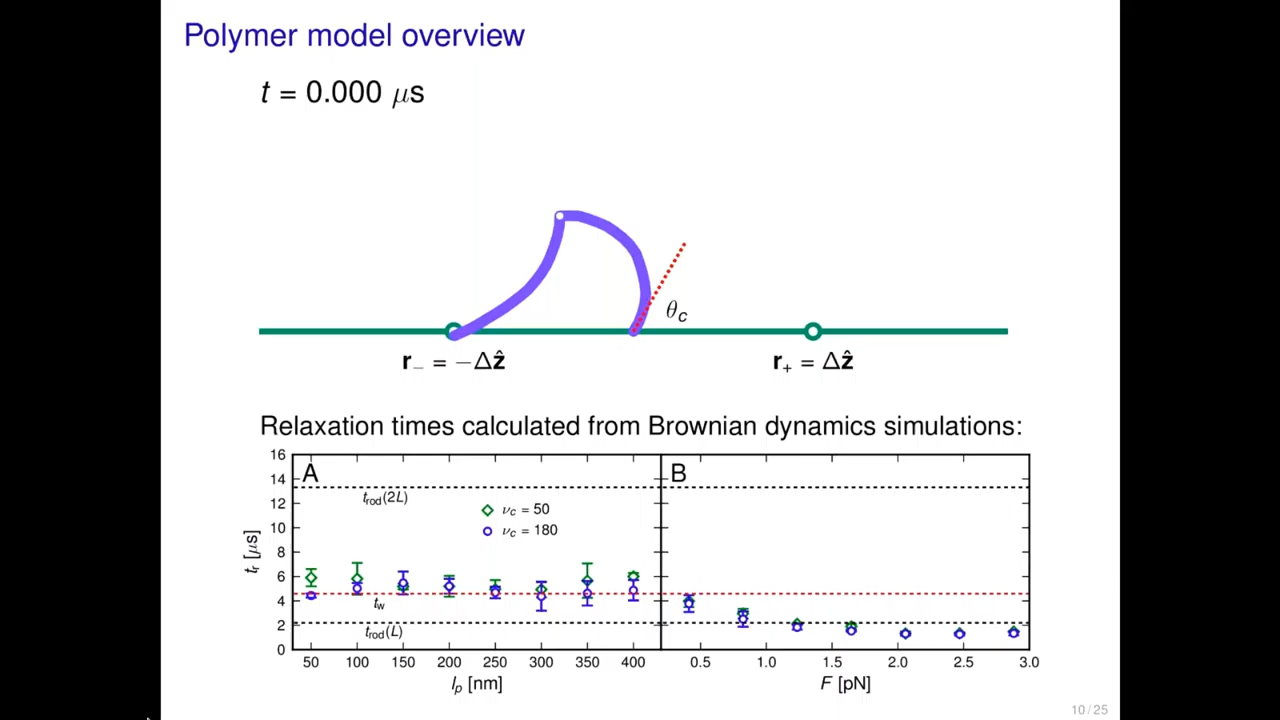 Polymer model overview
t = 0.000 μs
θc
r− = −Δẑ
r+ = Δẑ
Relaxation times calculated from Brownian dynamics simulations:
16
14
12
10
8
6
4
2
0
tr [μs]
A
trod(2L)
νc = 50
νc = 180
tw
trod(L)
50 100 150 200 250 300 350 400
lp [nm]
B
0.5 1.0 1.5 2.0 2.5 3.0
F [pN]
10 / 25